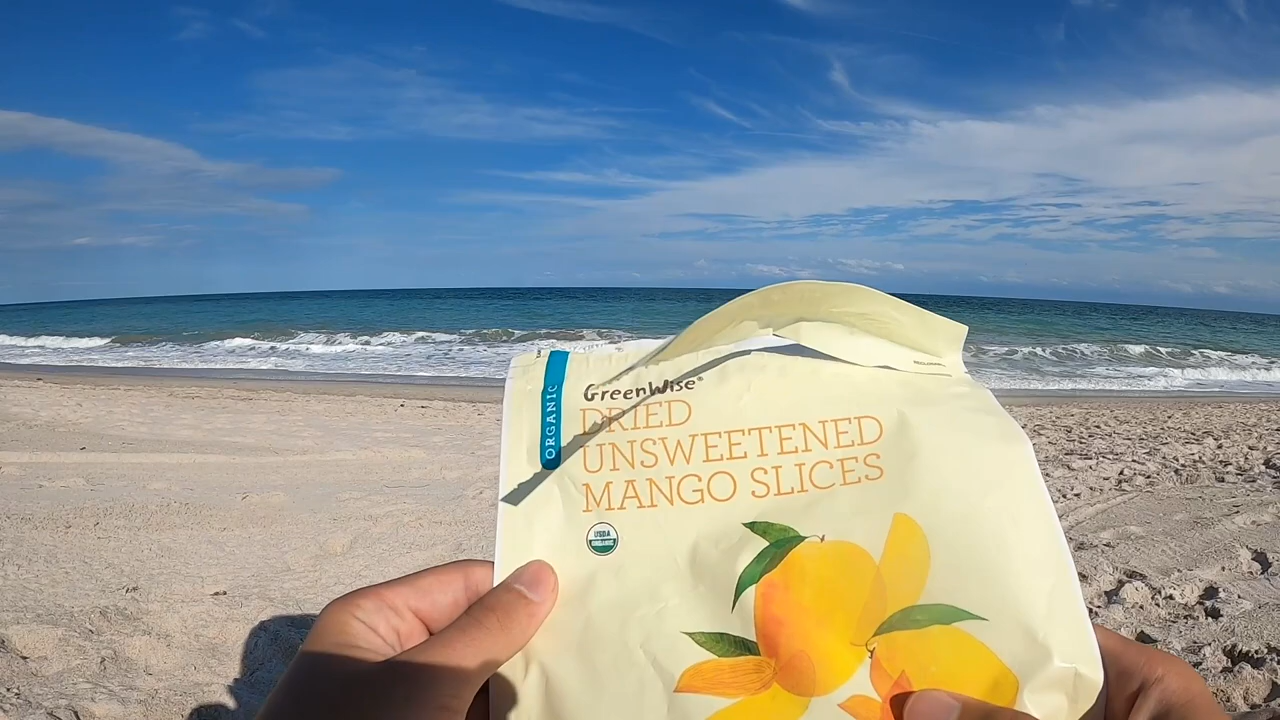 ORGANIC
GreenWise®
DRIED
UNSWEETENED
MANGO SLICES
USDA
ORGANIC